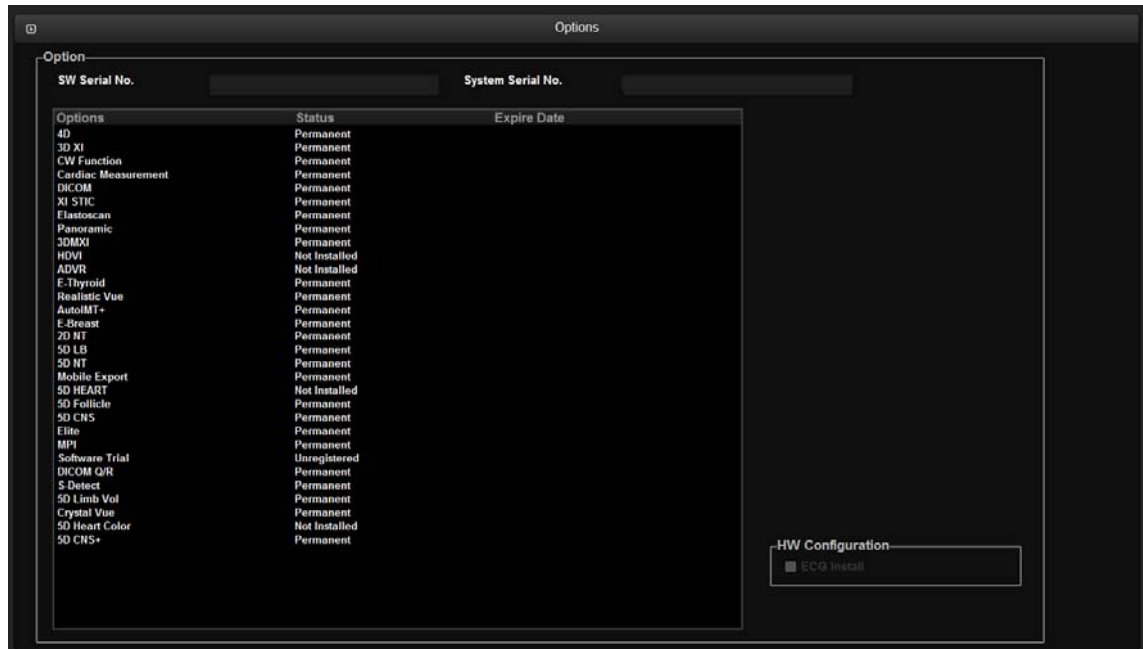 Options
Option
SW Serial No. System Serial No.
Options Status Expire Date
4D Permanent
3D XI Permanent
CW Function Permanent
Cardiac Measurement Permanent
DICOM Permanent
XI STIC Permanent
Elastoscan Permanent
Panoramic Permanent
3DMXI Permanent
HDVI Not Installed
ADVR Not Installed
E-Thyroid Permanent
Realistic Vue Permanent
AutoIMT+ Permanent
E-Breast Permanent
2D NT Permanent
5D LB Permanent
5D NT Permanent
Mobile Export Permanent
5D HEART Not Installed
5D Follicle Permanent
5D CNS Permanent
Elite Permanent
MPI Permanent
Software Trial Unregistered
DICOM Q/R Permanent
S-Detect Permanent
5D Limb Vol Permanent
Crystal Vue Permanent
5D Heart Color Not Installed
5D CNS+ Permanent
HW Configuration
ECG Install